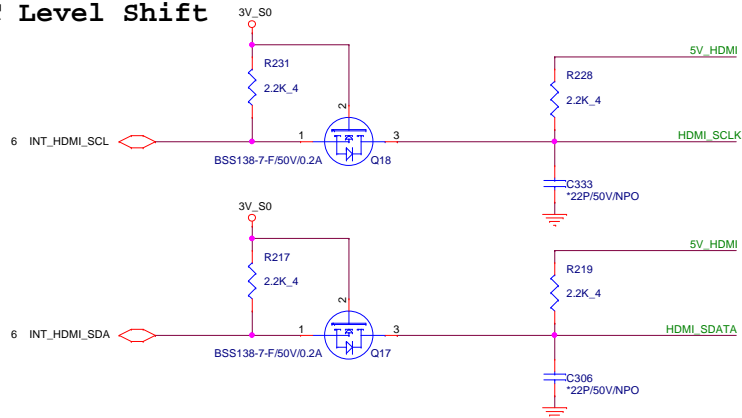 Level Shift
3V_S0
5V_HDMI
R231
2.2K_4
R228
2.2K_4
2
6 INT_HDMI_SCL
1
3
HDMI_SCLK
BSS138-7-F/50V/0.2A
Q18
C333
*22P/50V/NPO
3V_S0
5V_HDMI
R217
2.2K_4
R219
2.2K_4
2
6 INT_HDMI_SDA
1
3
HDMI_SDATA
BSS138-7-F/50V/0.2A
Q17
C306
*22P/50V/NPO